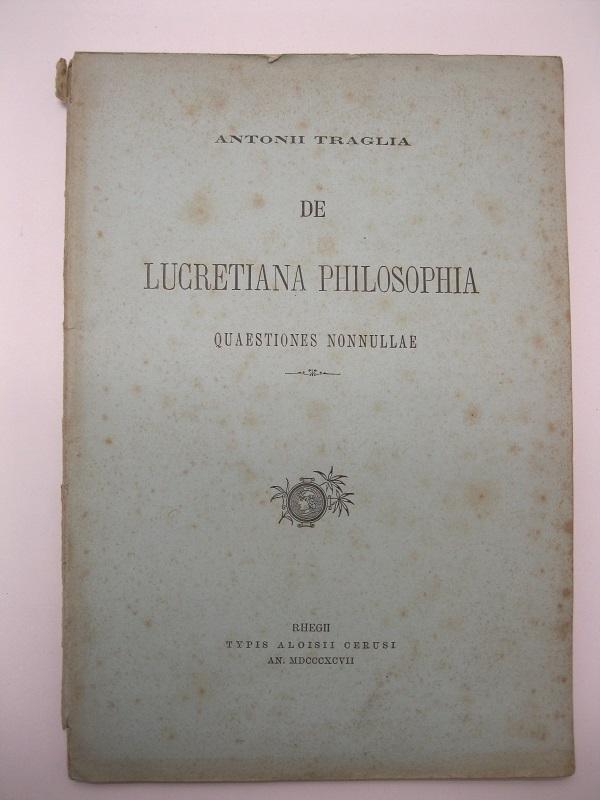 ANTONII TRAGLIA
DE
LUCRETIANA PHILOSOPHIA
QUAESTIONES NONNULLAE
RHEGII
TYPIS ALOISII CERUSI
AN. MDCCCXCVII